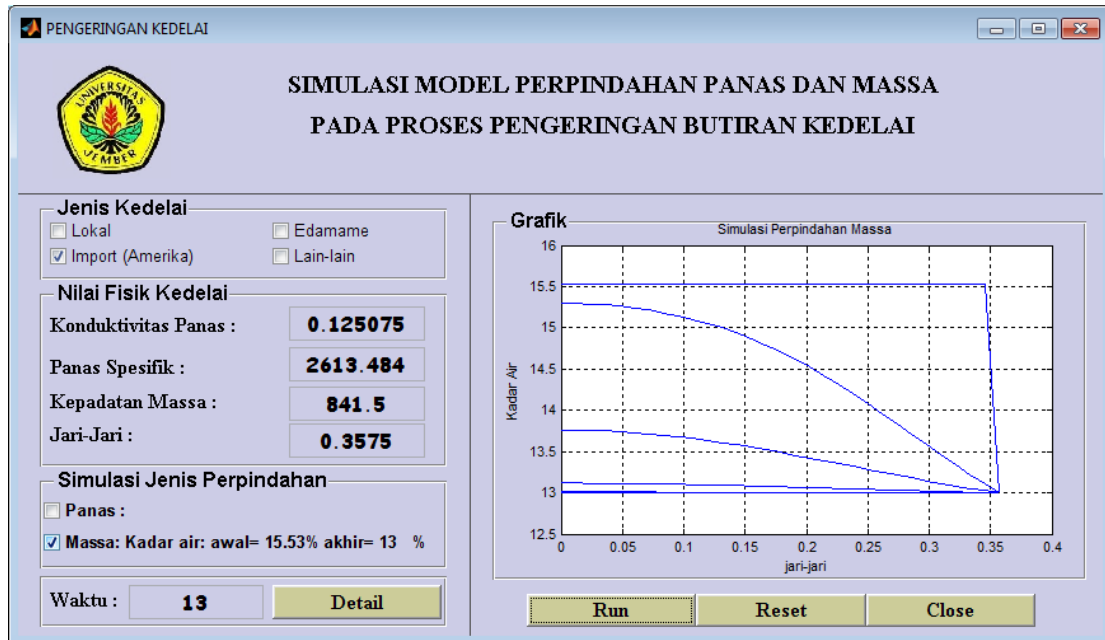 PENGERINGAN KEDELAI
UNIVERSITAS
JEMBER
SIMULASI MODEL PERPINDAHAN PANAS DAN MASSA
PADA PROSES PENGERINGAN BUTIRAN KEDELAI
Jenis Kedelai
Lokal
Edamame
Import (Amerika)
Lain-lain
Nilai Fisik Kedelai
Konduktivitas Panas :
0.125075
Panas Spesifik :
2613.484
Kepadatan Massa :
841.5
Jari-Jari :
0.3575
Simulasi Jenis Perpindahan
Panas :
Massa: Kadar air: awal= 15.53% akhir= 13 %
Waktu :
13
Detail
Grafik
Simulasi Perpindahan Massa
16
15.5
15
14.5
14
13.5
13
12.5
Kadar Air
0
0.05
0.1
0.15
0.2
0.25
0.3
0.35
0.4
jari-jari
Run
Reset
Close